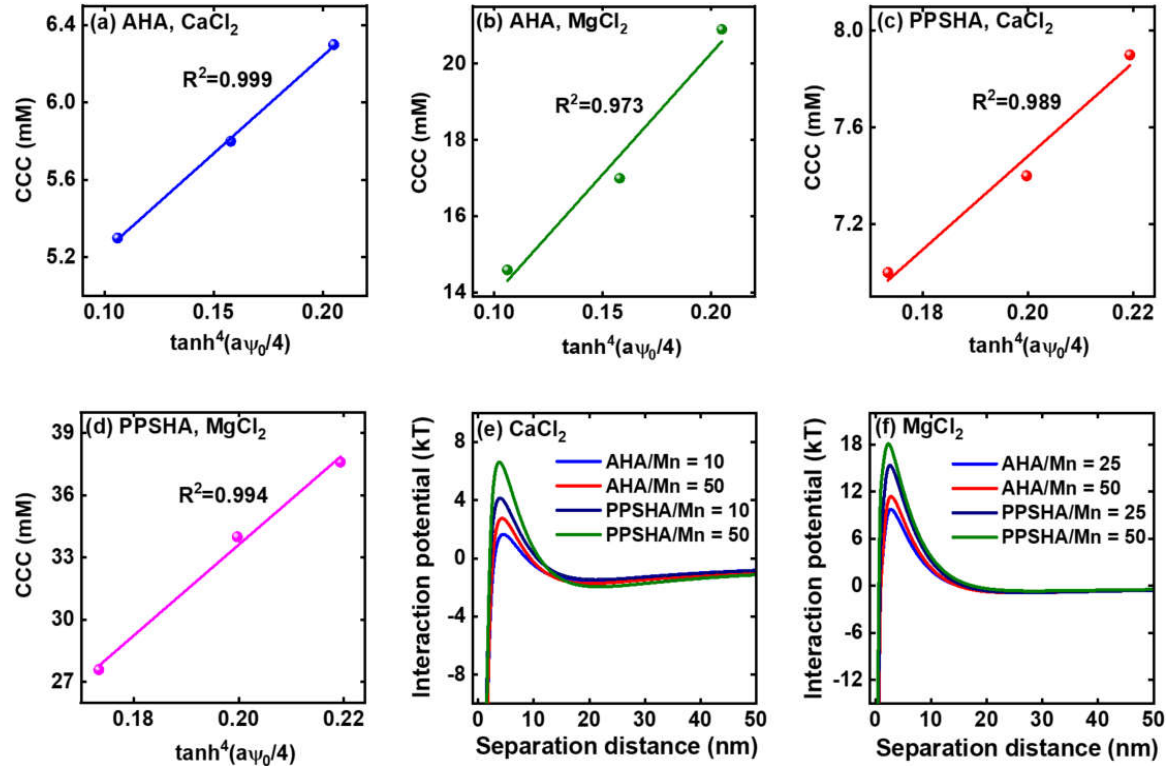 (a) AHA, CaCl₂
R²=0.999
CCC (mM)
6.4
6.0
5.6
5.2
0.10 0.15 0.20
tanh⁴(aψ₀/4)
(b) AHA, MgCl₂
R²=0.973
CCC (mM)
20
18
16
14
0.10 0.15 0.20
tanh⁴(aψ₀/4)
(c) PPSHA, CaCl₂
R²=0.989
CCC (mM)
8.0
7.6
7.2
0.18 0.20 0.22
tanh⁴(aψ₀/4)
(d) PPSHA, MgCl₂
R²=0.994
CCC (mM)
39
36
33
30
27
0.18 0.20 0.22
tanh⁴(aψ₀/4)
(e) CaCl₂
AHA/Mn = 10
AHA/Mn = 50
PPSHA/Mn = 10
PPSHA/Mn = 50
Interaction potential (kT)
8
4
0
-4
-8
0 10 20 30 40 50
Separation distance (nm)
(f) MgCl₂
AHA/Mn = 25
AHA/Mn = 50
PPSHA/Mn = 25
PPSHA/Mn = 50
Interaction potential (kT)
18
12
6
0
-6
-12
0 10 20 30 40 50
Separation distance (nm)